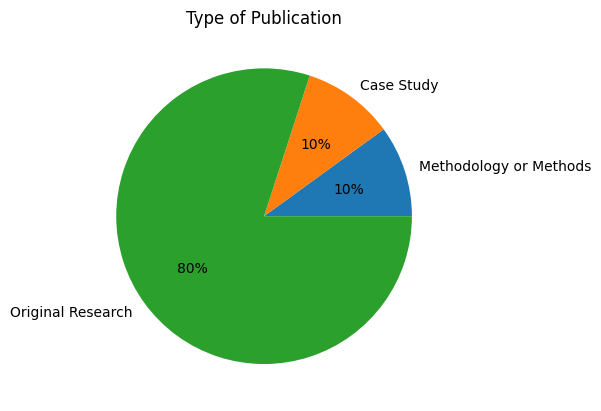 Type of Publication
Case Study
10%
Methodology or Methods
10%
80%
Original Research